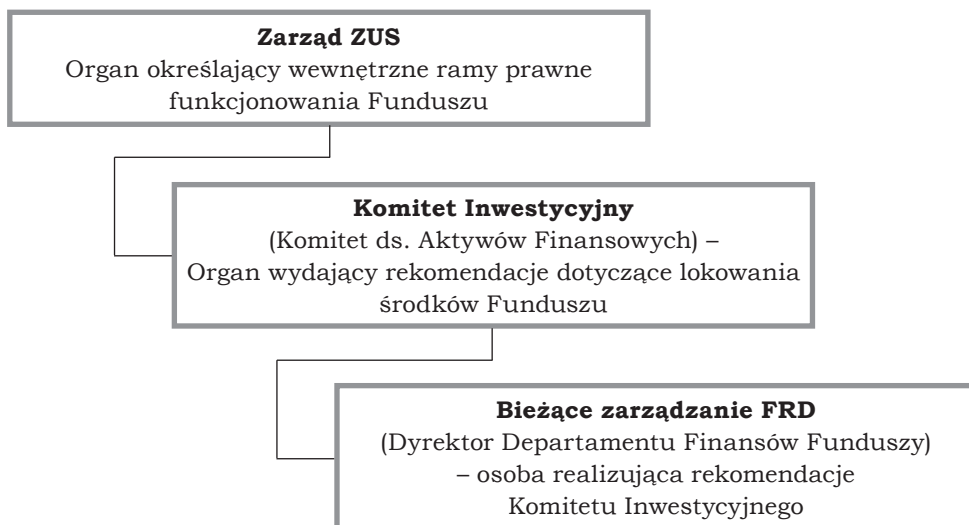 Zarząd ZUS
Organ określający wewnętrzne ramy prawne
funkcjonowania Funduszu
Komitet Inwestycyjny
(Komitet ds. Aktywów Finansowych) –
Organ wydający rekomendacje dotyczące lokowania
środków Funduszu
Bieżące zarządzanie FRD
(Dyrektor Departamentu Finansów Funduszy)
– osoba realizująca rekomendacje
Komitetu Inwestycyjnego